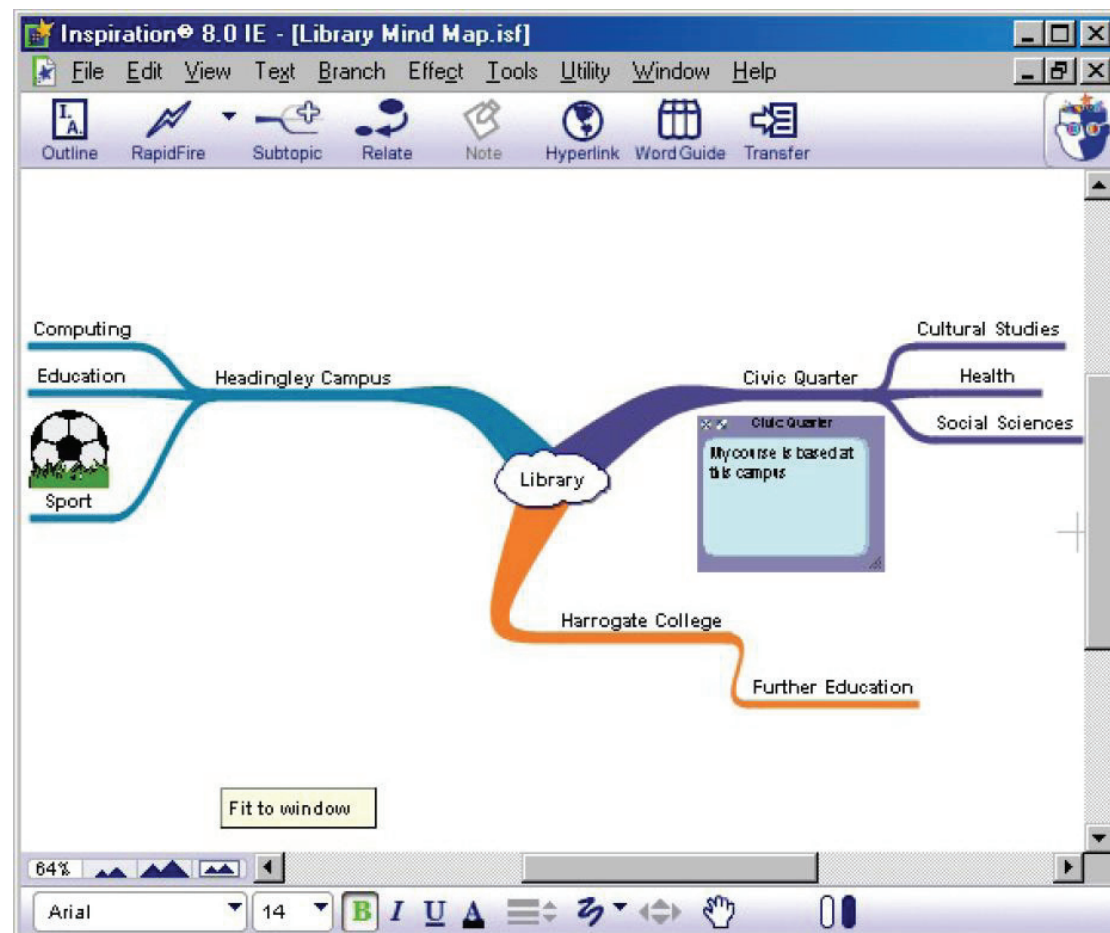 Inspiration® 8.0 IE - [Library Mind Map.isf]
File Edit View Text Branch Effect Tools Utility Window Help
I.
A.
Outline RapidFire Subtopic Relate Note Hyperlink Word Guide Transfer
Computing
Education
Headingley Campus
Sport
Library
Civic Quarter
Cultural Studies
Health
Social Sciences
Civic Quarter
My course is based at
this campus
Harrogate College
Further Education
Fit to window
64%
Arial 14 B I U A